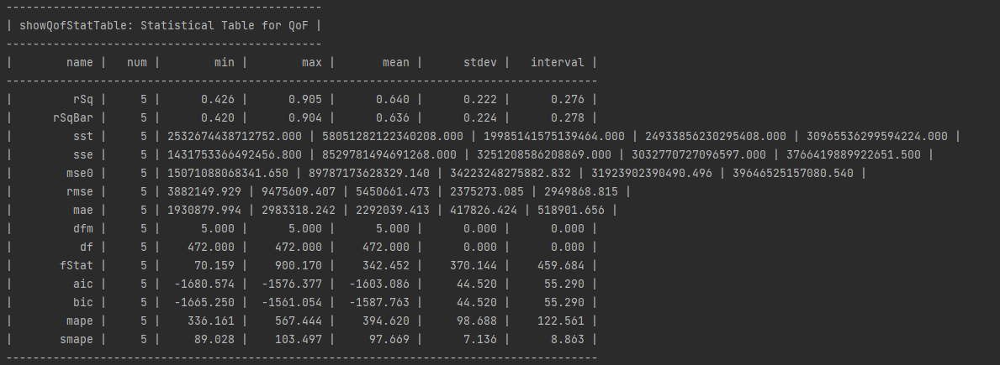 -----------------------------------------------
| showQofStatTable: Statistical Table for QoF |
-----------------------------------------------
|        name |   num |        min |        max |       mean |      stdev |   interval |
----------------------------------------------------------------------------------------
|         rSq |     5 |      0.426 |      0.905 |      0.640 |      0.222 |      0.276 |
|      rSqBar |     5 |      0.420 |      0.904 |      0.636 |      0.224 |      0.278 |
|         sst |     5 | 2532674438712752.000 | 58051282122340208.000 | 19985141575139464.000 | 24933856230295408.000 | 30965536299594224.000 |
|         sse |     5 | 1431753366492456.800 | 8529781494691268.000 | 3251208586208869.000 | 3032770727096597.000 | 3766419889922651.500 |
|        mse0 |     5 | 15071088068341.650 | 89787173628329.140 | 34223248275882.832 | 31923902390490.496 | 39646525157080.540 |
|        rmse |     5 | 3882149.929 | 9475609.407 | 5450661.473 | 2375273.085 | 2949868.815 |
|         mae |     5 | 1930879.994 | 2983318.242 | 2292039.413 | 417826.424 | 518901.656 |
|         dfm |     5 |      5.000 |      5.000 |      5.000 |      0.000 |      0.000 |
|          df |     5 |    472.000 |    472.000 |    472.000 |      0.000 |      0.000 |
|       fStat |     5 |     70.159 |    900.170 |    342.452 |    370.144 |    459.684 |
|         aic |     5 |  -1680.574 |  -1576.377 |  -1603.086 |     44.520 |     55.290 |
|         bic |     5 |  -1665.250 |  -1561.054 |  -1587.763 |     44.520 |     55.290 |
|        mape |     5 |    336.161 |    567.444 |    394.620 |     98.688 |    122.561 |
|       smape |     5 |     89.028 |    103.497 |     97.669 |      7.136 |      8.863 |
----------------------------------------------------------------------------------------